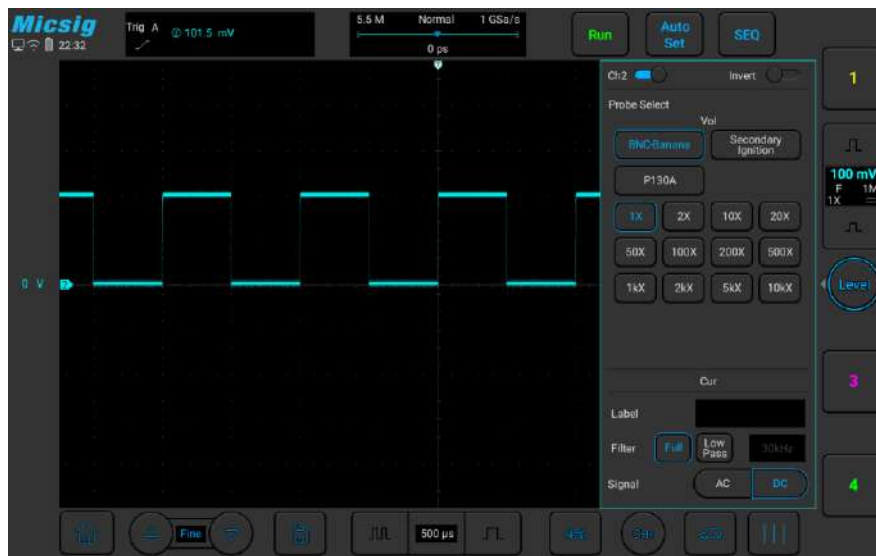 Micsig
22:32
Trig A
② 101.5 mV
5.5 M Normal 1 GSa/s
0 ps
Run
Auto
Set
SEQ
Ch2
Invert
1
Probe Select
Vol
BNC-Banana
Secondary
Ignition
P130A
1X 2X 10X 20X
50X 100X 200X 500X
1kX 2kX 5kX 10kX
100 mV
F 1M
1X
0 V
2
Level
Cur
3
Label
Filter
Full
Low
Pass
30kHz
Signal
AC
DC
4
Fine
500 µs